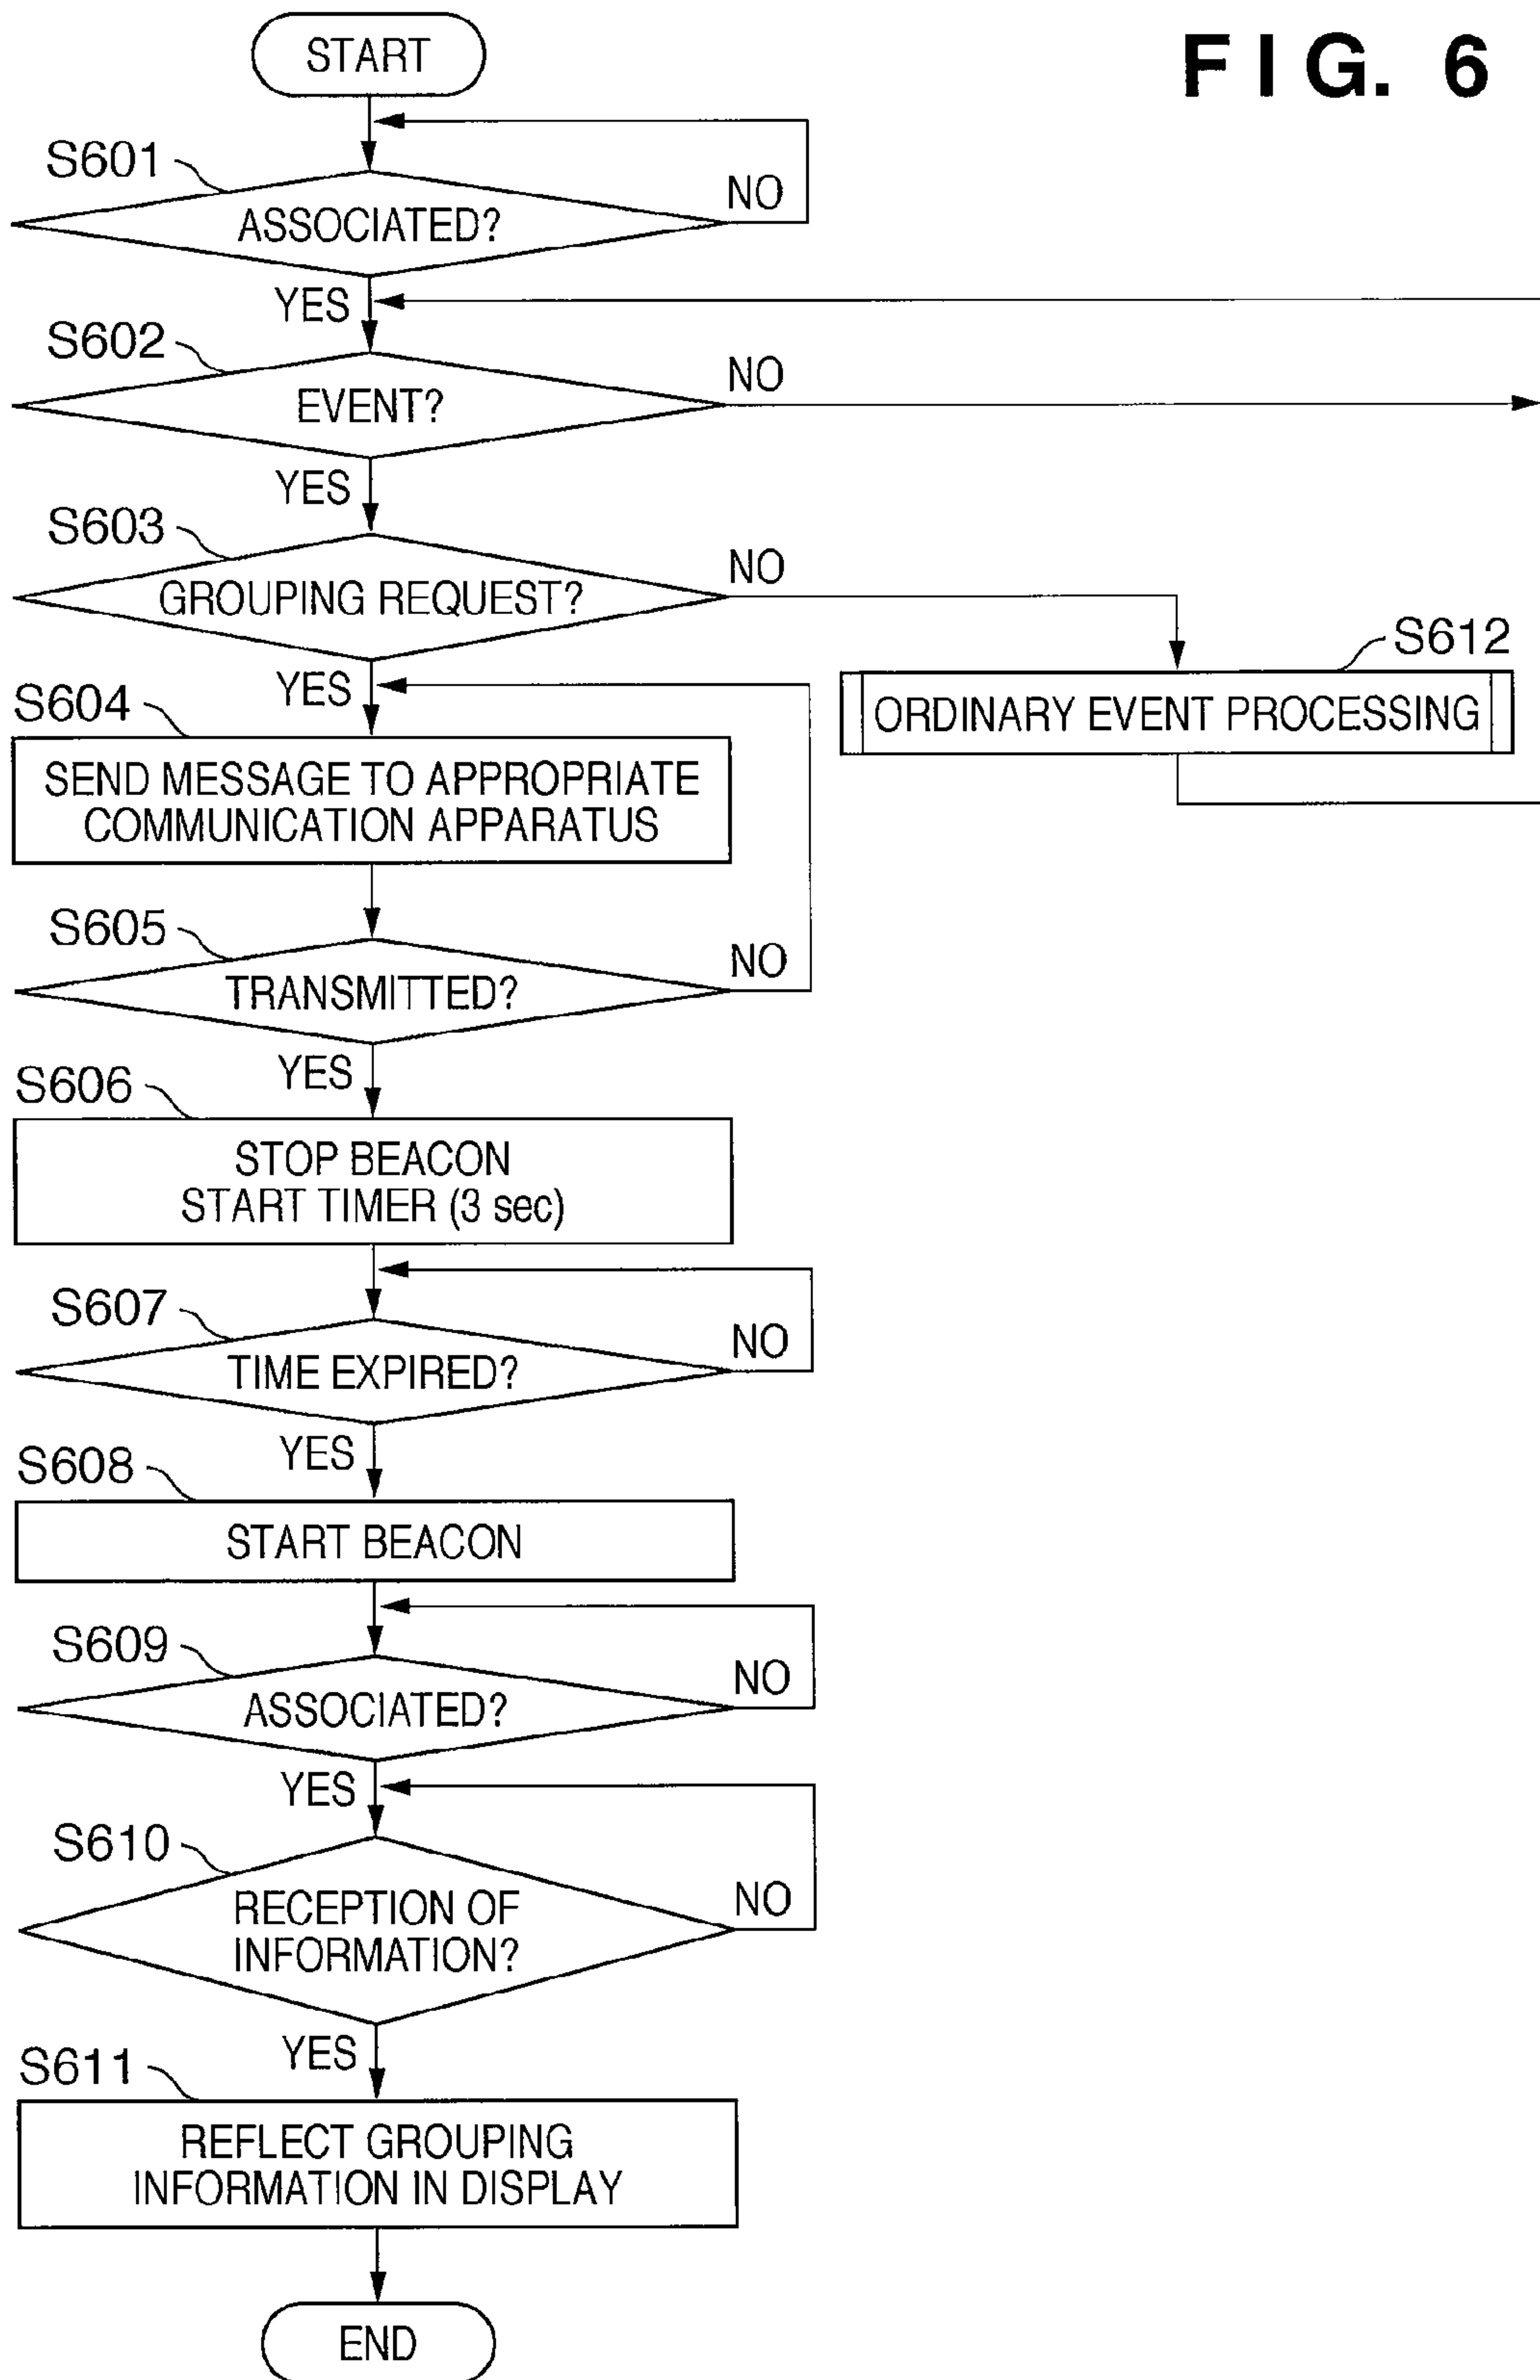 FIG. 6
START
S601
ASSOCIATED?
NO
YES
S602
EVENT?
NO
YES
S603
GROUPING REQUEST?
NO
YES
S612
ORDINARY EVENT PROCESSING
S604
SEND MESSAGE TO APPROPRIATE
COMMUNICATION APPARATUS
S605
TRANSMITTED?
NO
YES
S606
STOP BEACON
START TIMER (3 sec)
S607
TIME EXPIRED?
NO
YES
S608
START BEACON
S609
ASSOCIATED?
NO
YES
S610
RECEPTION OF
INFORMATION?
NO
YES
S611
REFLECT GROUPING
INFORMATION IN DISPLAY
END